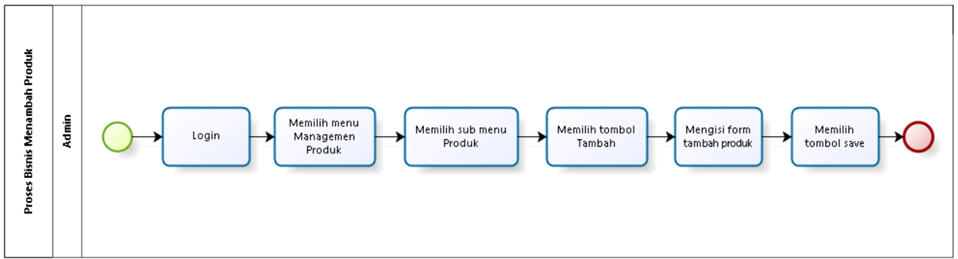 Proses Bisnis Menambah Produk
Admin
Login
Memilih menu
Managemen
Produk
Memilih sub menu
Produk
Memilih tombol
Tambah
Mengisi form
tambah produk
Memilih
tombol save